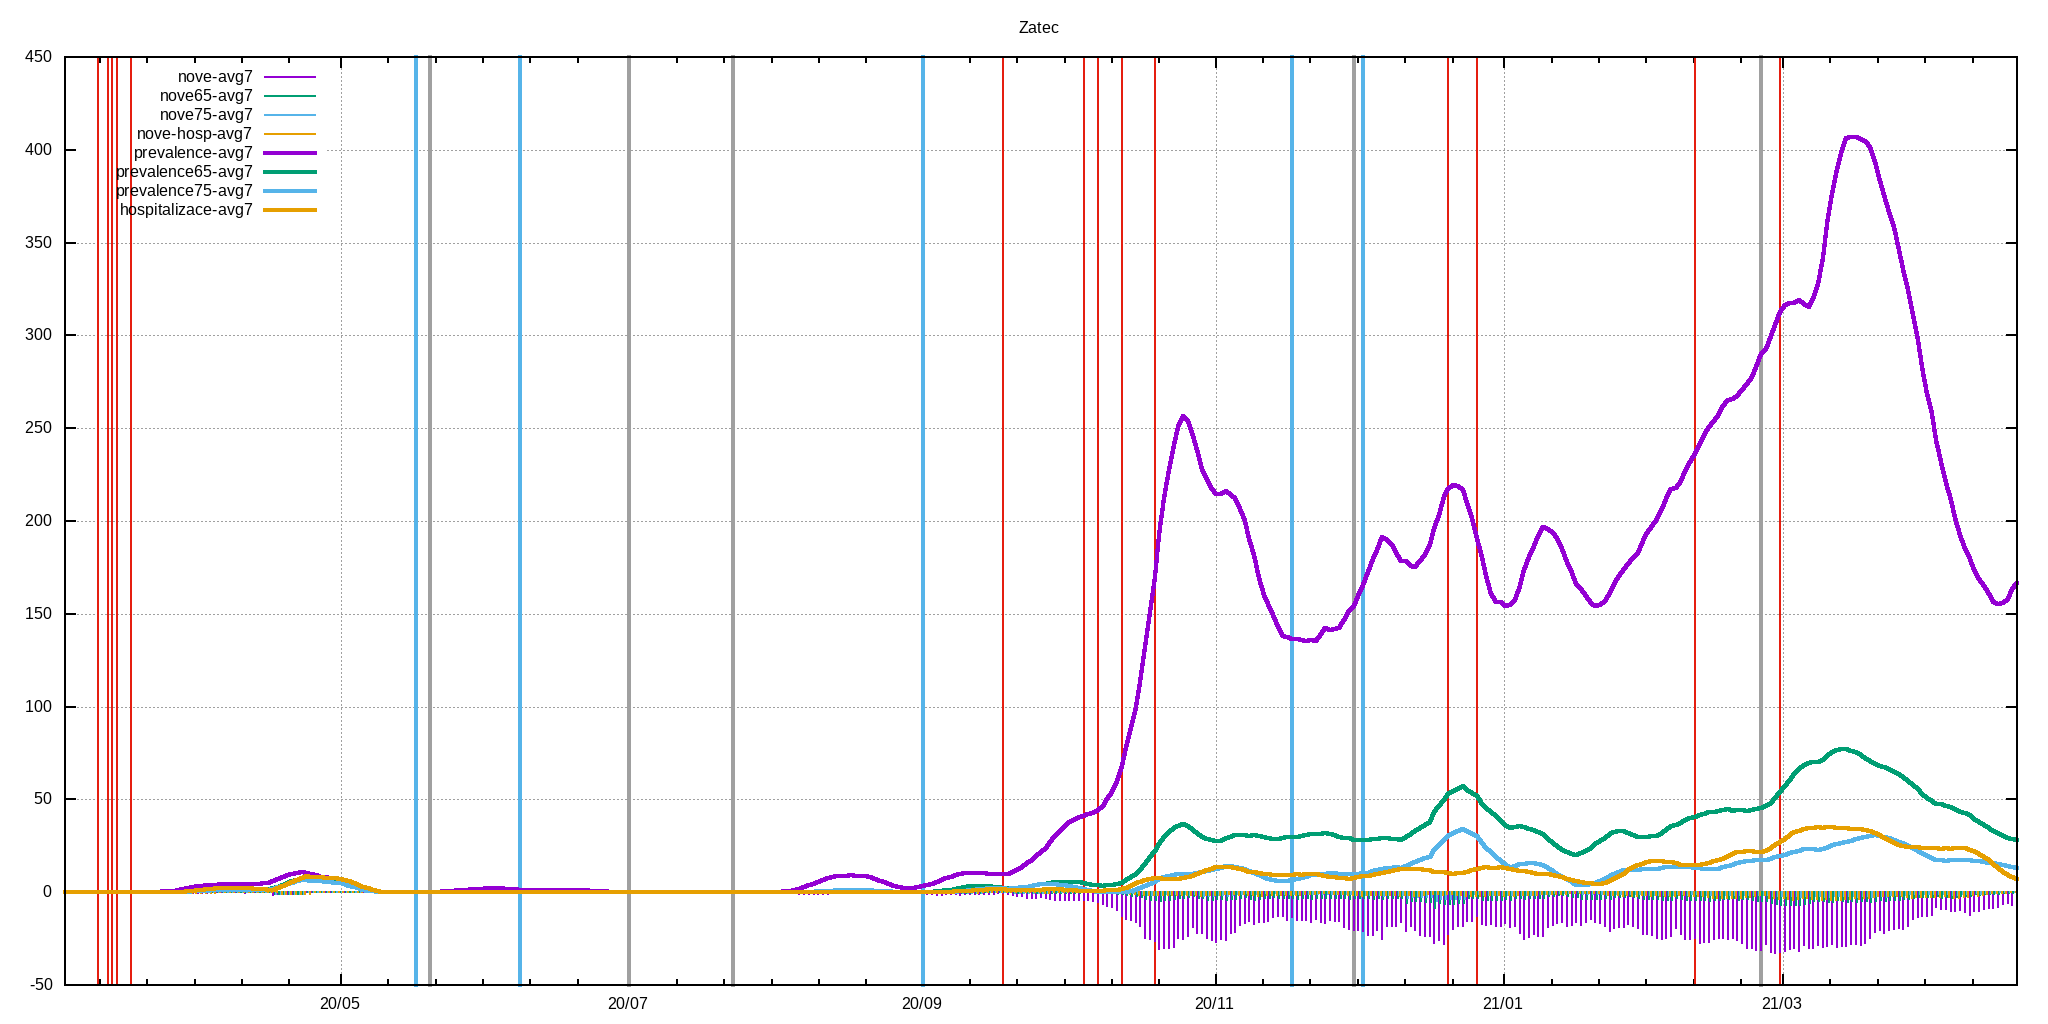 Zatec
450
400
350
300
250
200
150
100
50
0
-50
nove-avg7
nove65-avg7
nove75-avg7
nove-hosp-avg7
prevalence-avg7
prevalence65-avg7
prevalence75-avg7
hospitalizace-avg7
20/05
20/07
20/09
20/11
21/01
21/03